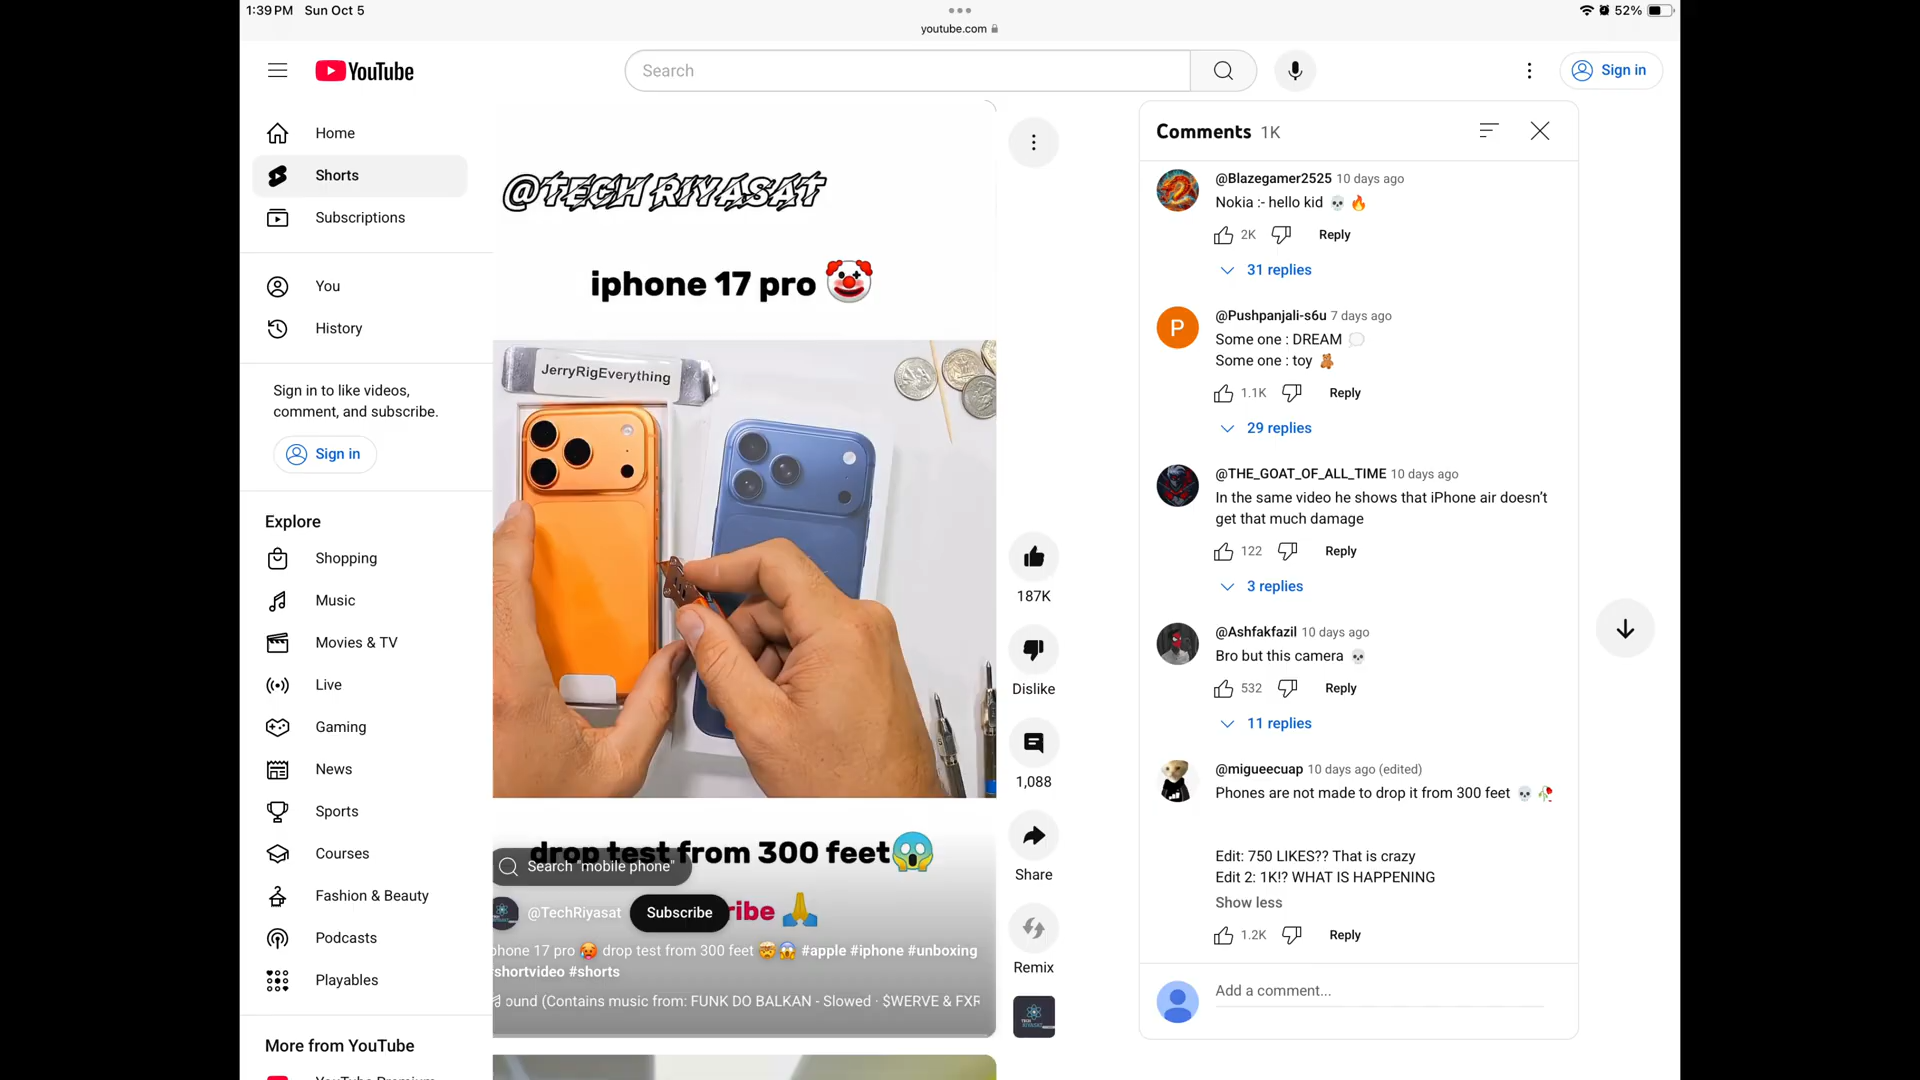 1:39 PM Sun Oct 5
youtube.com
52%
YouTube
Search
Sign in
Home
Shorts
Subscriptions
You
History
Sign in to like videos,
comment, and subscribe.
Sign in
Explore
Shopping
Music
Movies & TV
Live
Gaming
News
Sports
Courses
Fashion & Beauty
Podcasts
Playables
More from YouTube
YouTube Premium
@TECH RIYASAT
iphone 17 pro 🤡
JerryRigEverything
drop test from 300 feet😱
Search "mobile phone"
@TechRiyasat
Subscribe
ribe 🙏
phone 17 pro 🥵 drop test from 300 feet 🤯😱 #apple #iphone #unboxing
shortvideo #shorts
ound (Contains music from: FUNK DO BALKAN - Slowed · $WERVE & FXR
187K
Dislike
1,088
Share
Remix
Comments 1K
@Blazegamer2525 10 days ago
Nokia :- hello kid 💀 🔥
2K Reply
31 replies
P
@Pushpanjali-s6u 7 days ago
Some one : DREAM 💭
Some one : toy 🧸
1.1K Reply
29 replies
@THE_GOAT_OF_ALL_TIME 10 days ago
In the same video he shows that iPhone air doesn’t
get that much damage
122 Reply
3 replies
@Ashfakfazil 10 days ago
Bro but this camera 💀
532 Reply
11 replies
@migueecuap 10 days ago (edited)
Phones are not made to drop it from 300 feet 💀 🥀
Edit: 750 LIKES?? That is crazy
Edit 2: 1K!? WHAT IS HAPPENING
Show less
1.2K Reply
Add a comment...